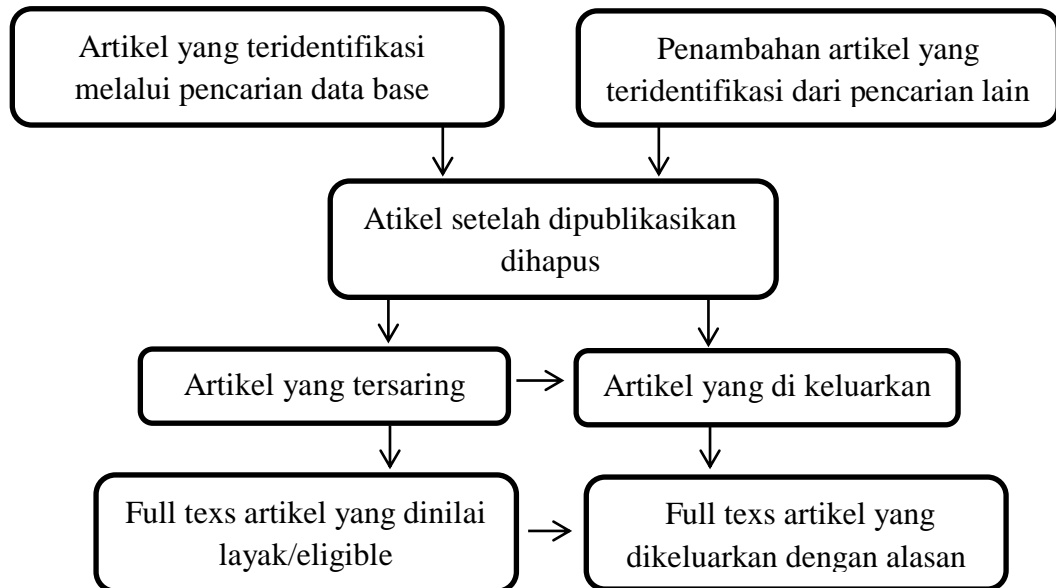 Artikel yang teridentifikasi
melalui pencarian data base
Penambahan artikel yang
teridentifikasi dari pencarian lain
Atikel setelah dipublikasikan
dihapus
Artikel yang tersaring
Artikel yang di keluarkan
Full texs artikel yang dinilai
layak/eligible
Full texs artikel yang
dikeluarkan dengan alasan